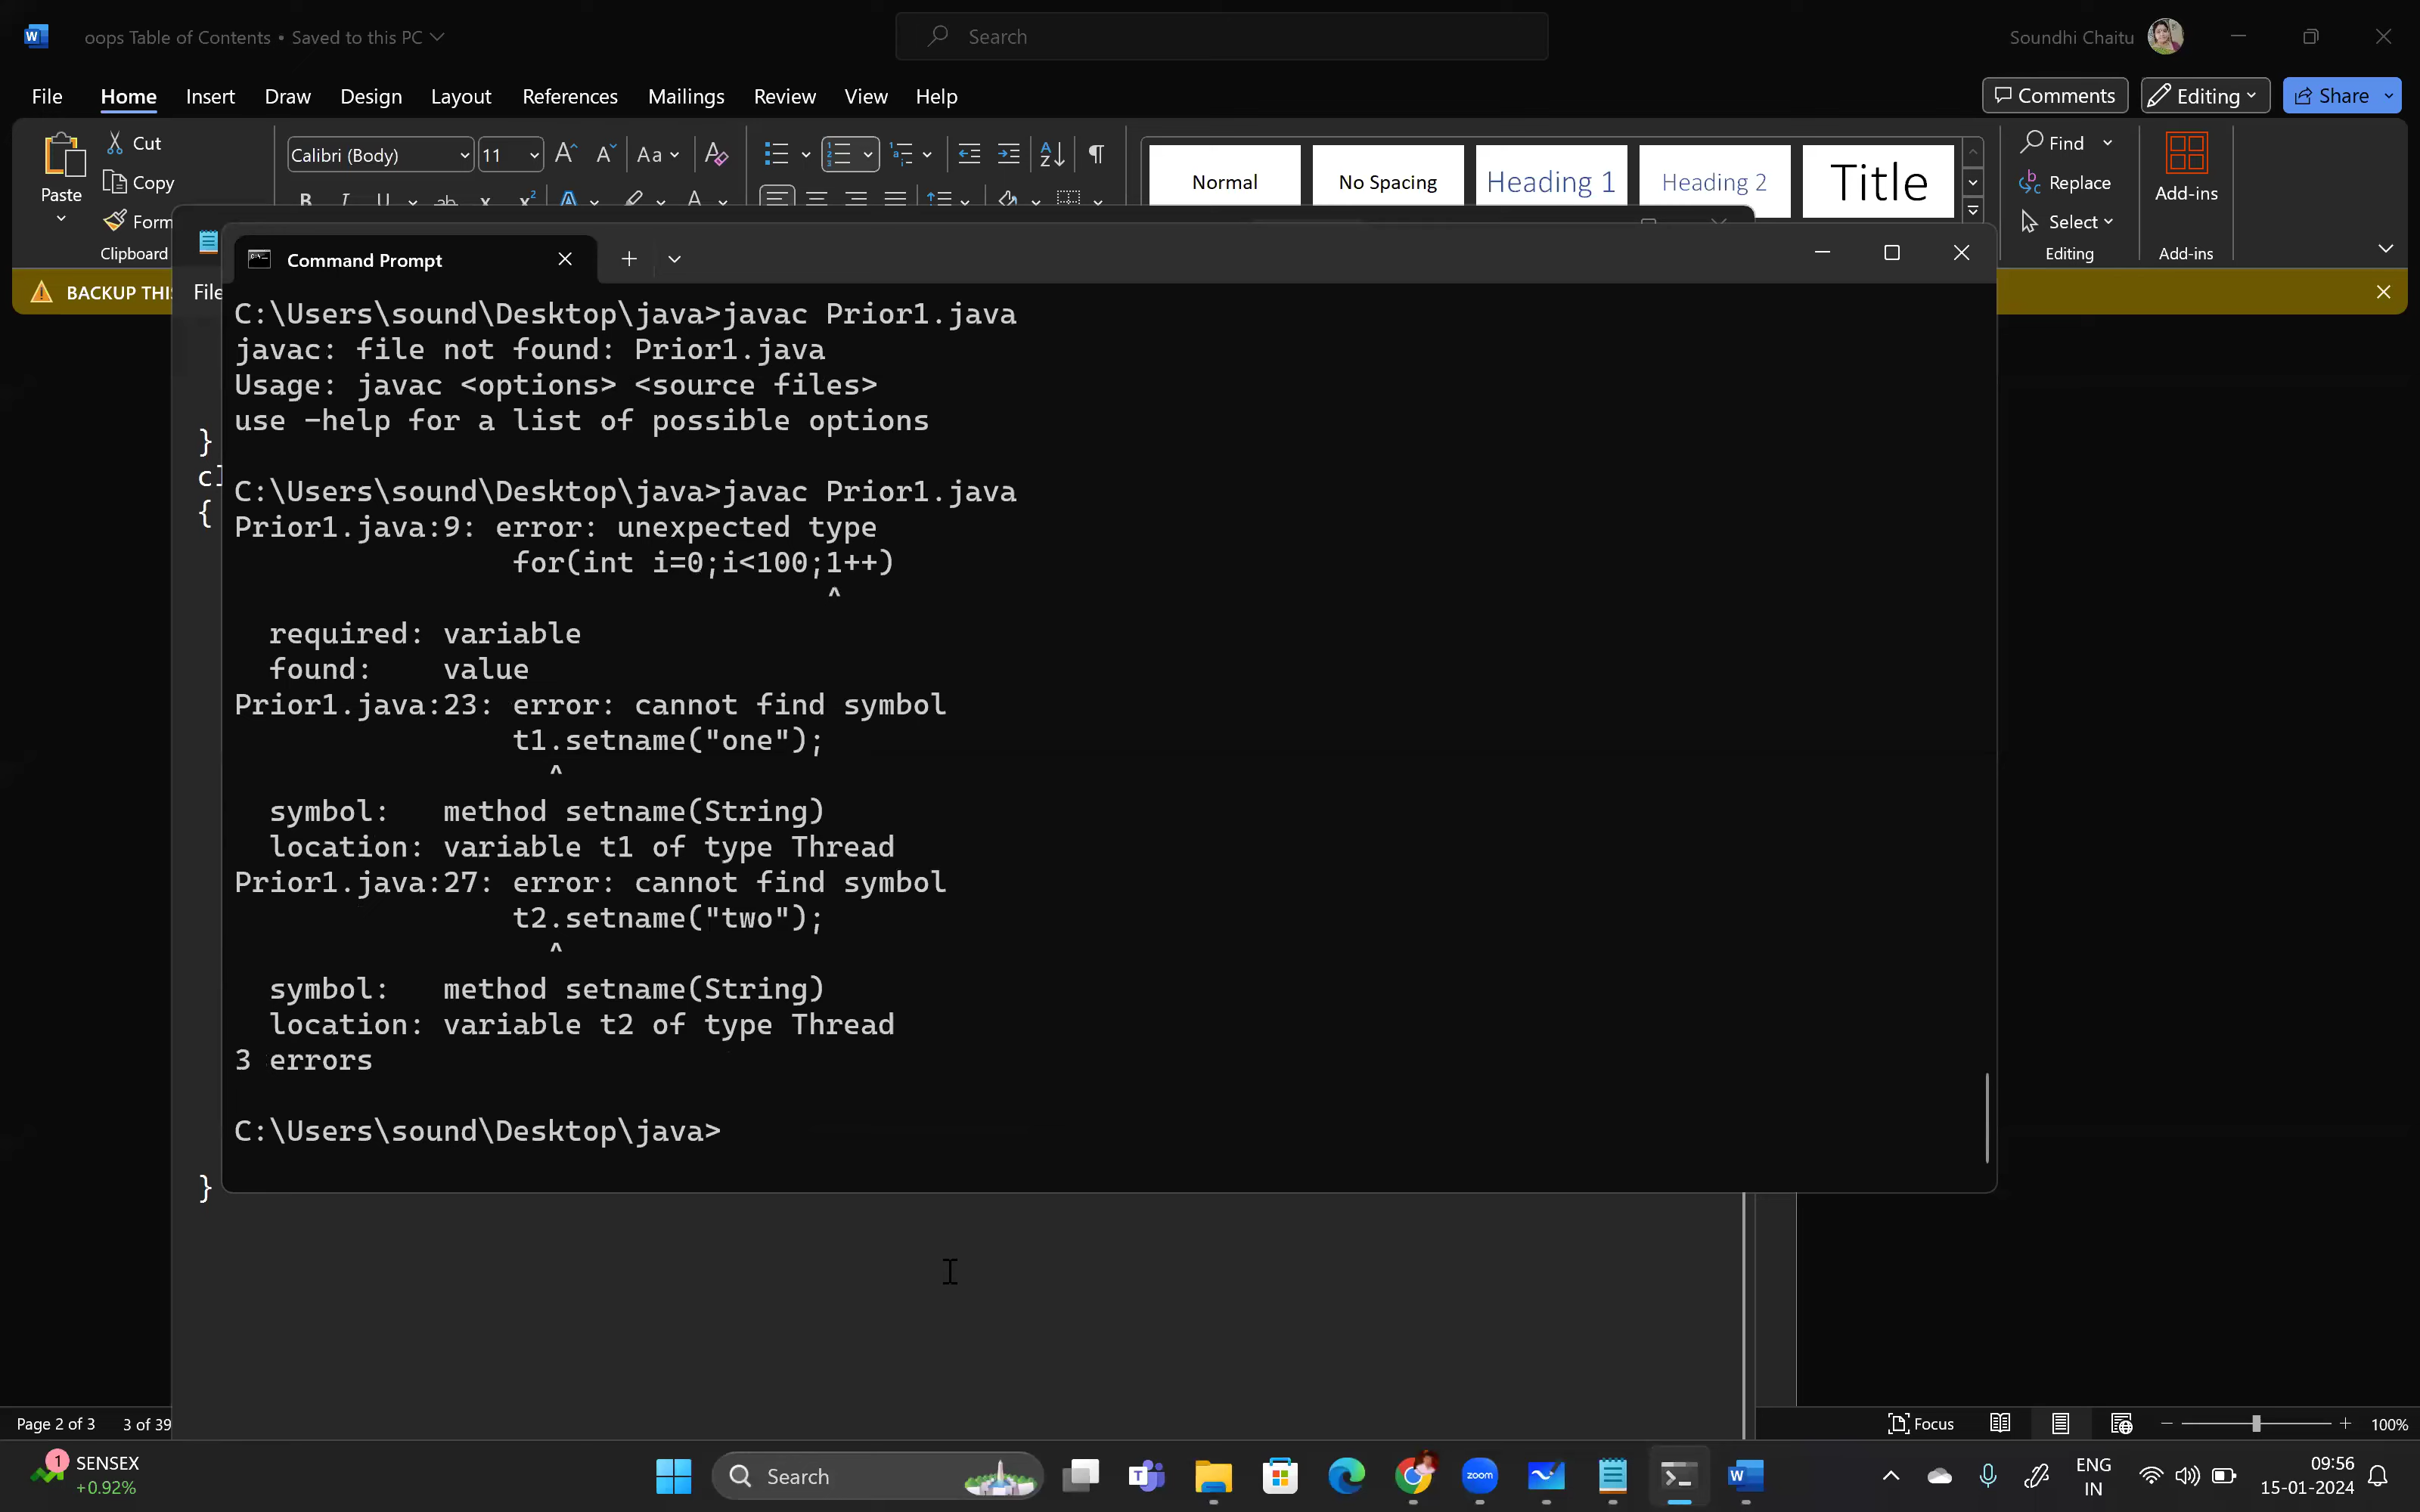 oops Table of Contents • Saved to this PC
Search
Soundhi Chaitu
File Home Insert Draw Design Layout References Mailings Review View Help
Comments Editing Share
Paste
Cut
Copy
Form
Clipboard
Calibri (Body) 11
Normal
No Spacing
Heading 1
Heading 2
Title
Find
Replace
Select
Editing
Add-ins
Add-ins
BACKUP THI
File
Command Prompt
}
cl
{
C:\Users\sound\Desktop\java>javac Prior1.java
javac: file not found: Prior1.java
Usage: javac <options> <source files>
use -help for a list of possible options
C:\Users\sound\Desktop\java>javac Prior1.java
Prior1.java:9: error: unexpected type
for(int i=0;i<100;1++)
^
required: variable
found:    value
Prior1.java:23: error: cannot find symbol
t1.setname("one");
^
symbol:   method setname(String)
location: variable t1 of type Thread
Prior1.java:27: error: cannot find symbol
t2.setname("two");
^
symbol:   method setname(String)
location: variable t2 of type Thread
3 errors
C:\Users\sound\Desktop\java>
}
Page 2 of 3 3 of 39
Focus
100%
1
SENSEX
+0.92%
Search
zoom
ENG
IN
09:56
15-01-2024